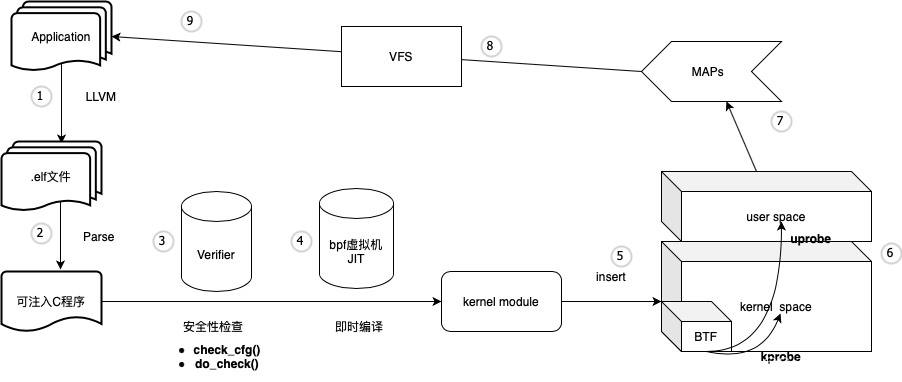 9
Application
8
VFS
MAPs
1
LLVM
7
.elf文件
2
Parse
3
Verifier
4
bpf虚拟机
JIT
user space
uprobe
6
5
insert
可注入C程序
kernel module
kernel space
BTF
kprobe
安全性检查
即时编译
• check_cfg()
• do_check()